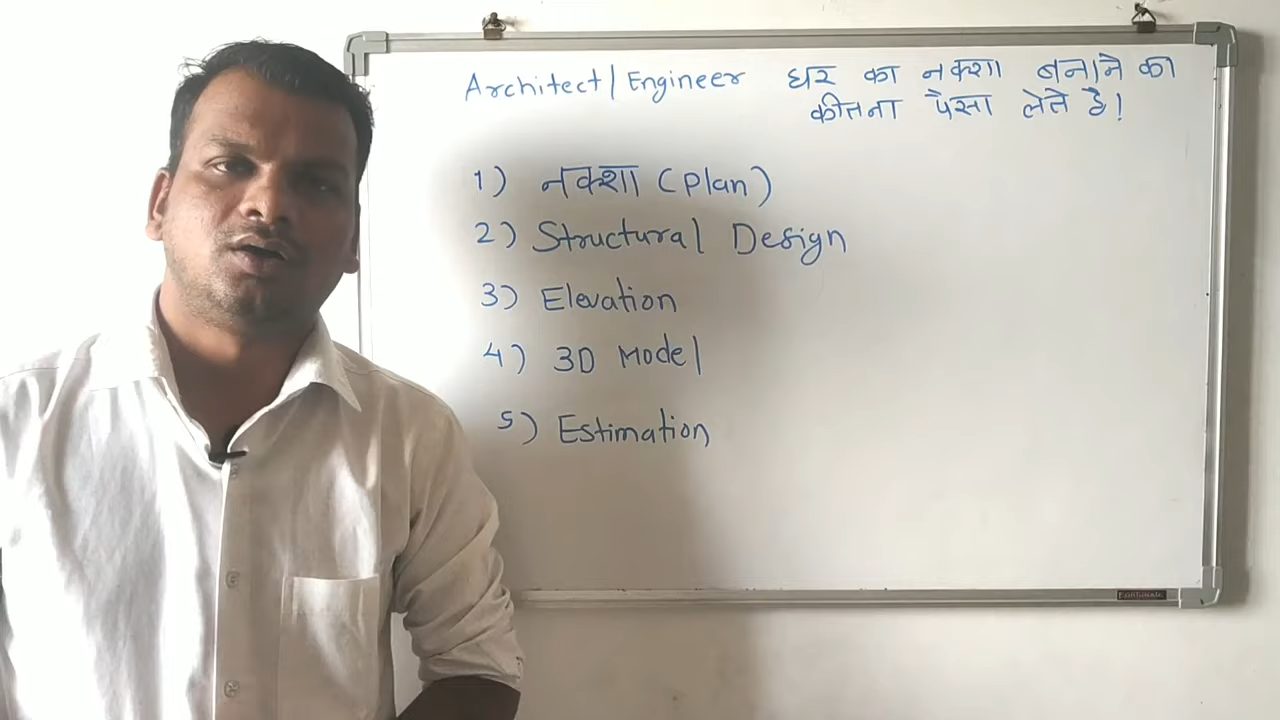 Architect/Engineer घर का नक्शा बनाने का
कीतना पैसा लेते है!
1) नक्शा (Plan)
2) Structural Design
3) Elevation
4) 3D Model
5) Estimation